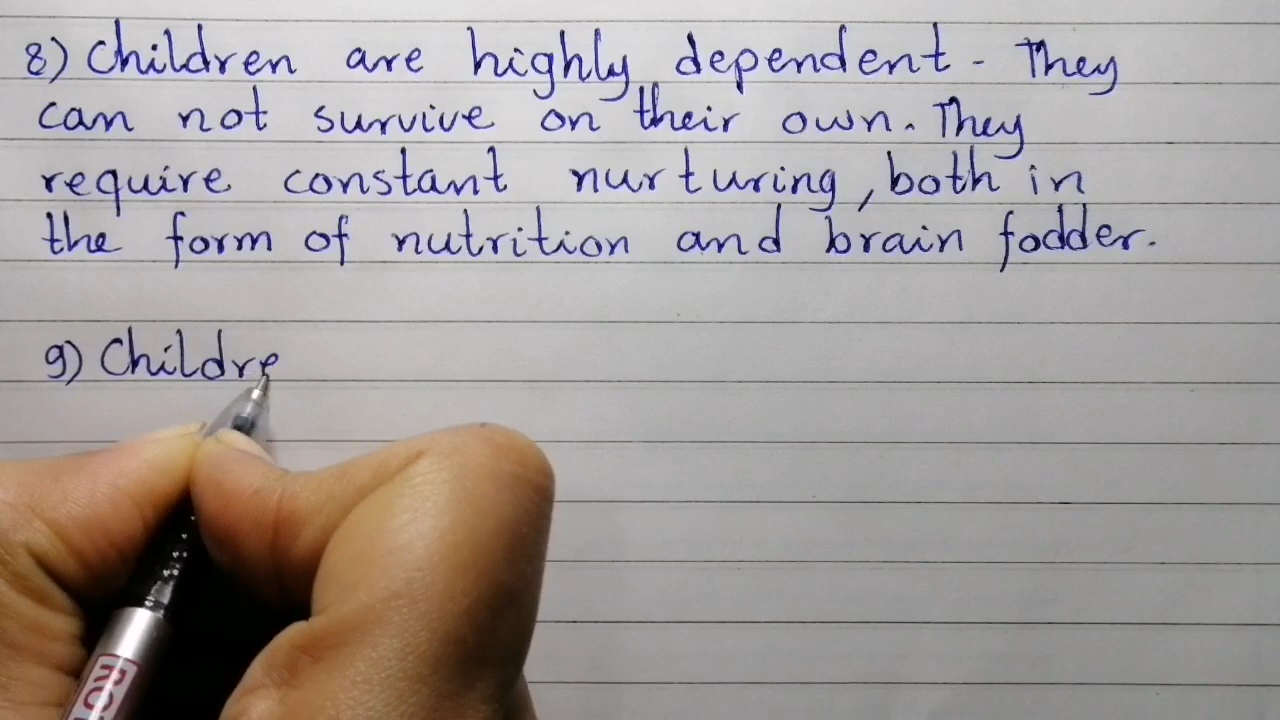 8) Children are highly dependent. They
can not survive on their own. They
require constant nurturing, both in
the form of nutrition and brain fodder.
9) Childre